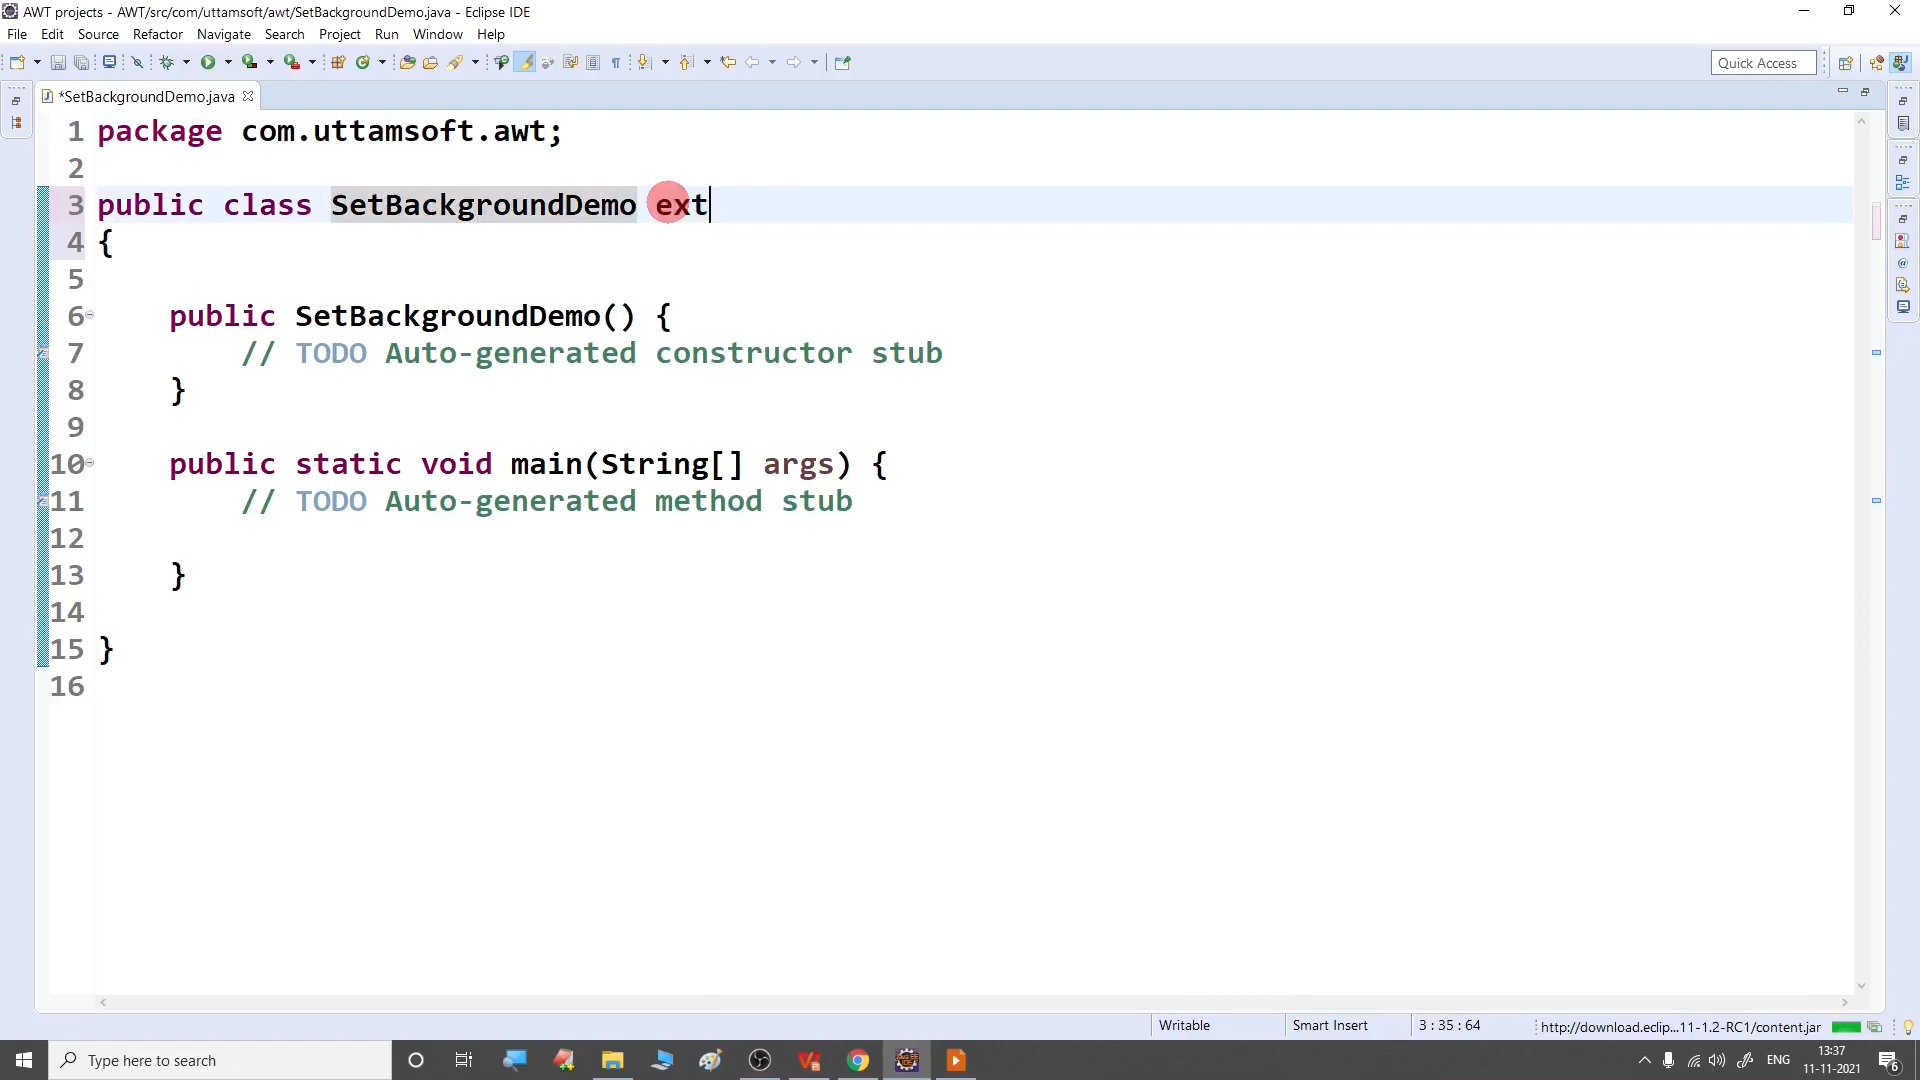 AWT projects - AWT/src/com/uttamsoft/awt/SetBackgroundDemo.java - Eclipse IDE
File Edit Source Refactor Navigate Search Project Run Window Help
Quick Access
*SetBackgroundDemo.java
1 package com.uttamsoft.awt;
2
3 public class SetBackgroundDemo ext
4 {
5
6 public SetBackgroundDemo() {
7 // TODO Auto-generated constructor stub
8 }
9
10 public static void main(String[] args) {
11 // TODO Auto-generated method stub
12
13 }
14
15 }
16
Writable Smart Insert 3 : 35 : 64 http://download.eclip...11-1.2-RC1/content.jar
Type here to search
ENG
13:37
11-11-2021
6